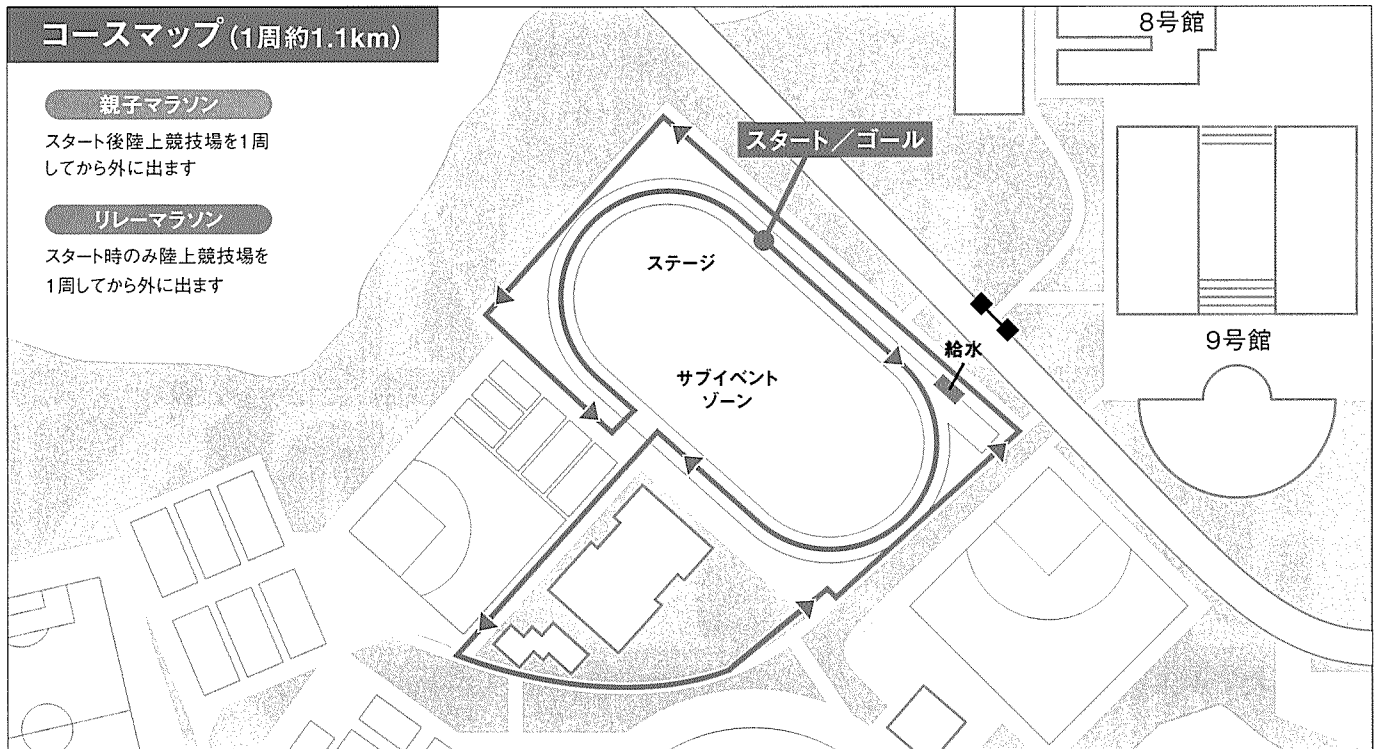 コースマップ(1周約1.1km)
親子マラソン
スタート後陸上競技場を1周
してから外に出ます
リレーマラソン
スタート時のみ陸上競技場を
1周してから外に出ます
8号館
スタート／ゴール
ステージ
サブイベント
ゾーン
給水
9号館